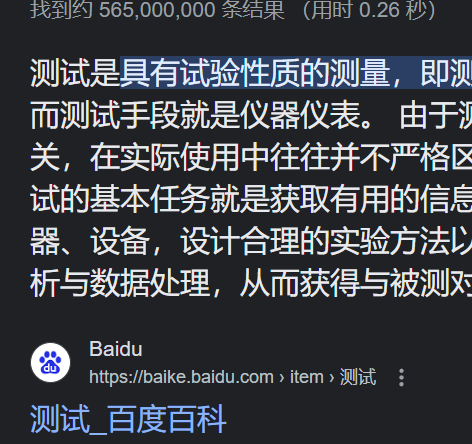 找到约 565,000,000 条结果 （用时 0.26 秒）
测试是具有试验性质的测量，即测
而测试手段就是仪器仪表。 由于测
关，在实际使用中往往并不严格区
试的基本任务就是获取有用的信息
器、设备，设计合理的实验方法以
析与数据处理，从而获得与被测对
Baidu
https://baike.baidu.com › item › 测试
测试_百度百科